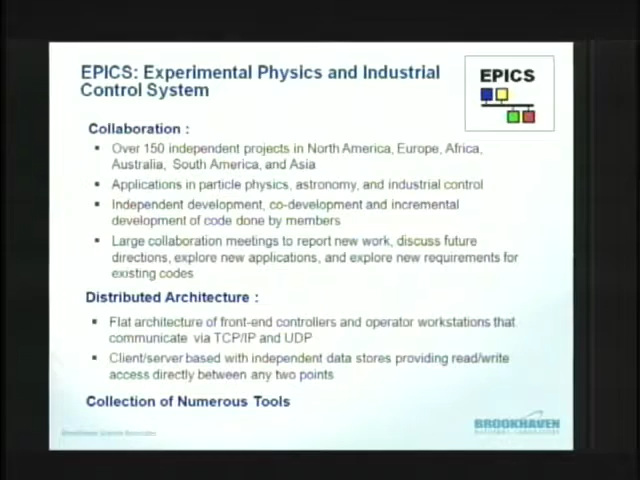 EPICS: Experimental Physics and Industrial
Control System
EPICS
Collaboration :
▪ Over 150 independent projects in North America, Europe, Africa,
Australia, South America, and Asia
▪ Applications in particle physics, astronomy, and industrial control
▪ Independent development, co-development and incremental
development of code done by members
▪ Large collaboration meetings to report new work, discuss future
directions, explore new applications, and explore new requirements for
existing codes
Distributed Architecture :
▪ Flat architecture of front-end controllers and operator workstations that
communicate via TCP/IP and UDP
▪ Client/server based with independent data stores providing read/write
access directly between any two points
Collection of Numerous Tools
Brookhaven Science Associates
BROOKHAVEN
NATIONAL LABORATORY